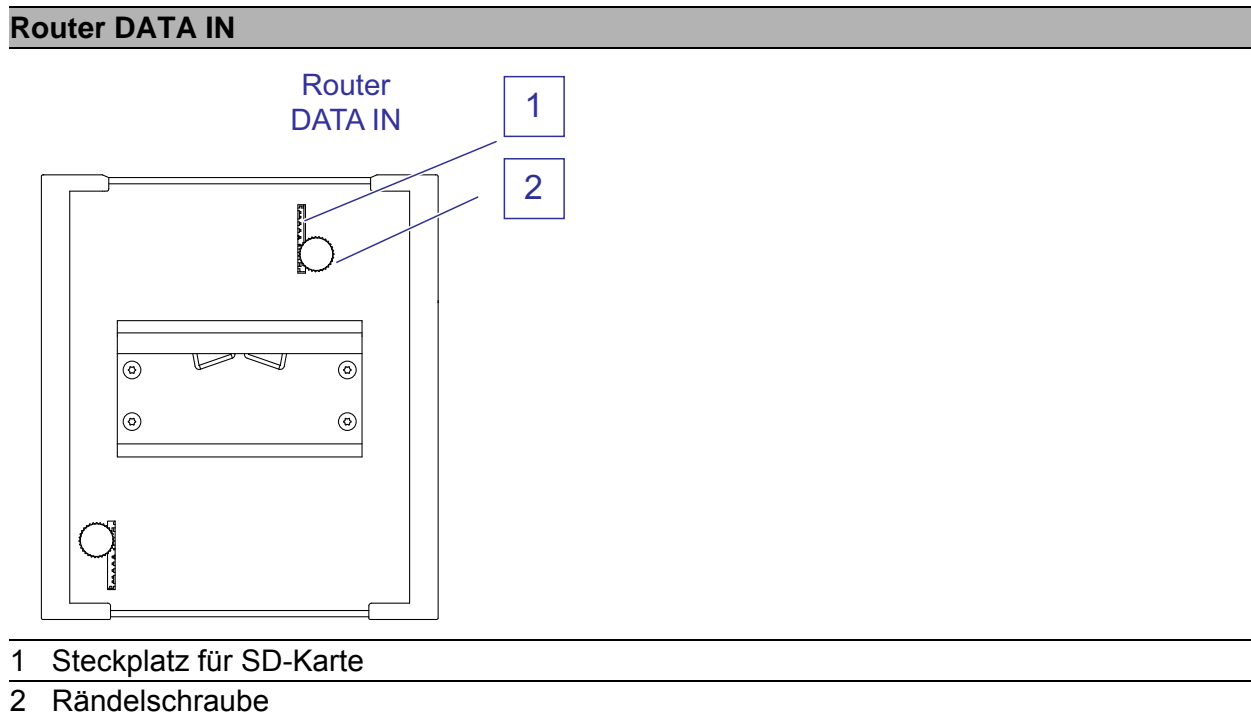 Router DATA IN
Router
DATA IN
1
2
1 Steckplatz für SD-Karte
2 Rändelschraube